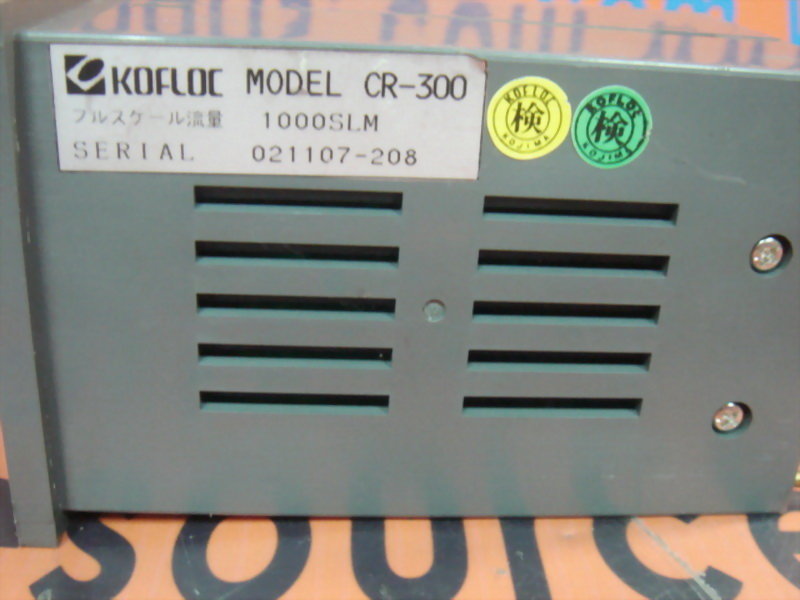 KOFLOC MODEL CR-300
フルスケール流量 1000SLM
SERIAL 021107-208
KOFLOC
検
KOJIMA
KOFLOC
検
KOJIMA
SOURCE